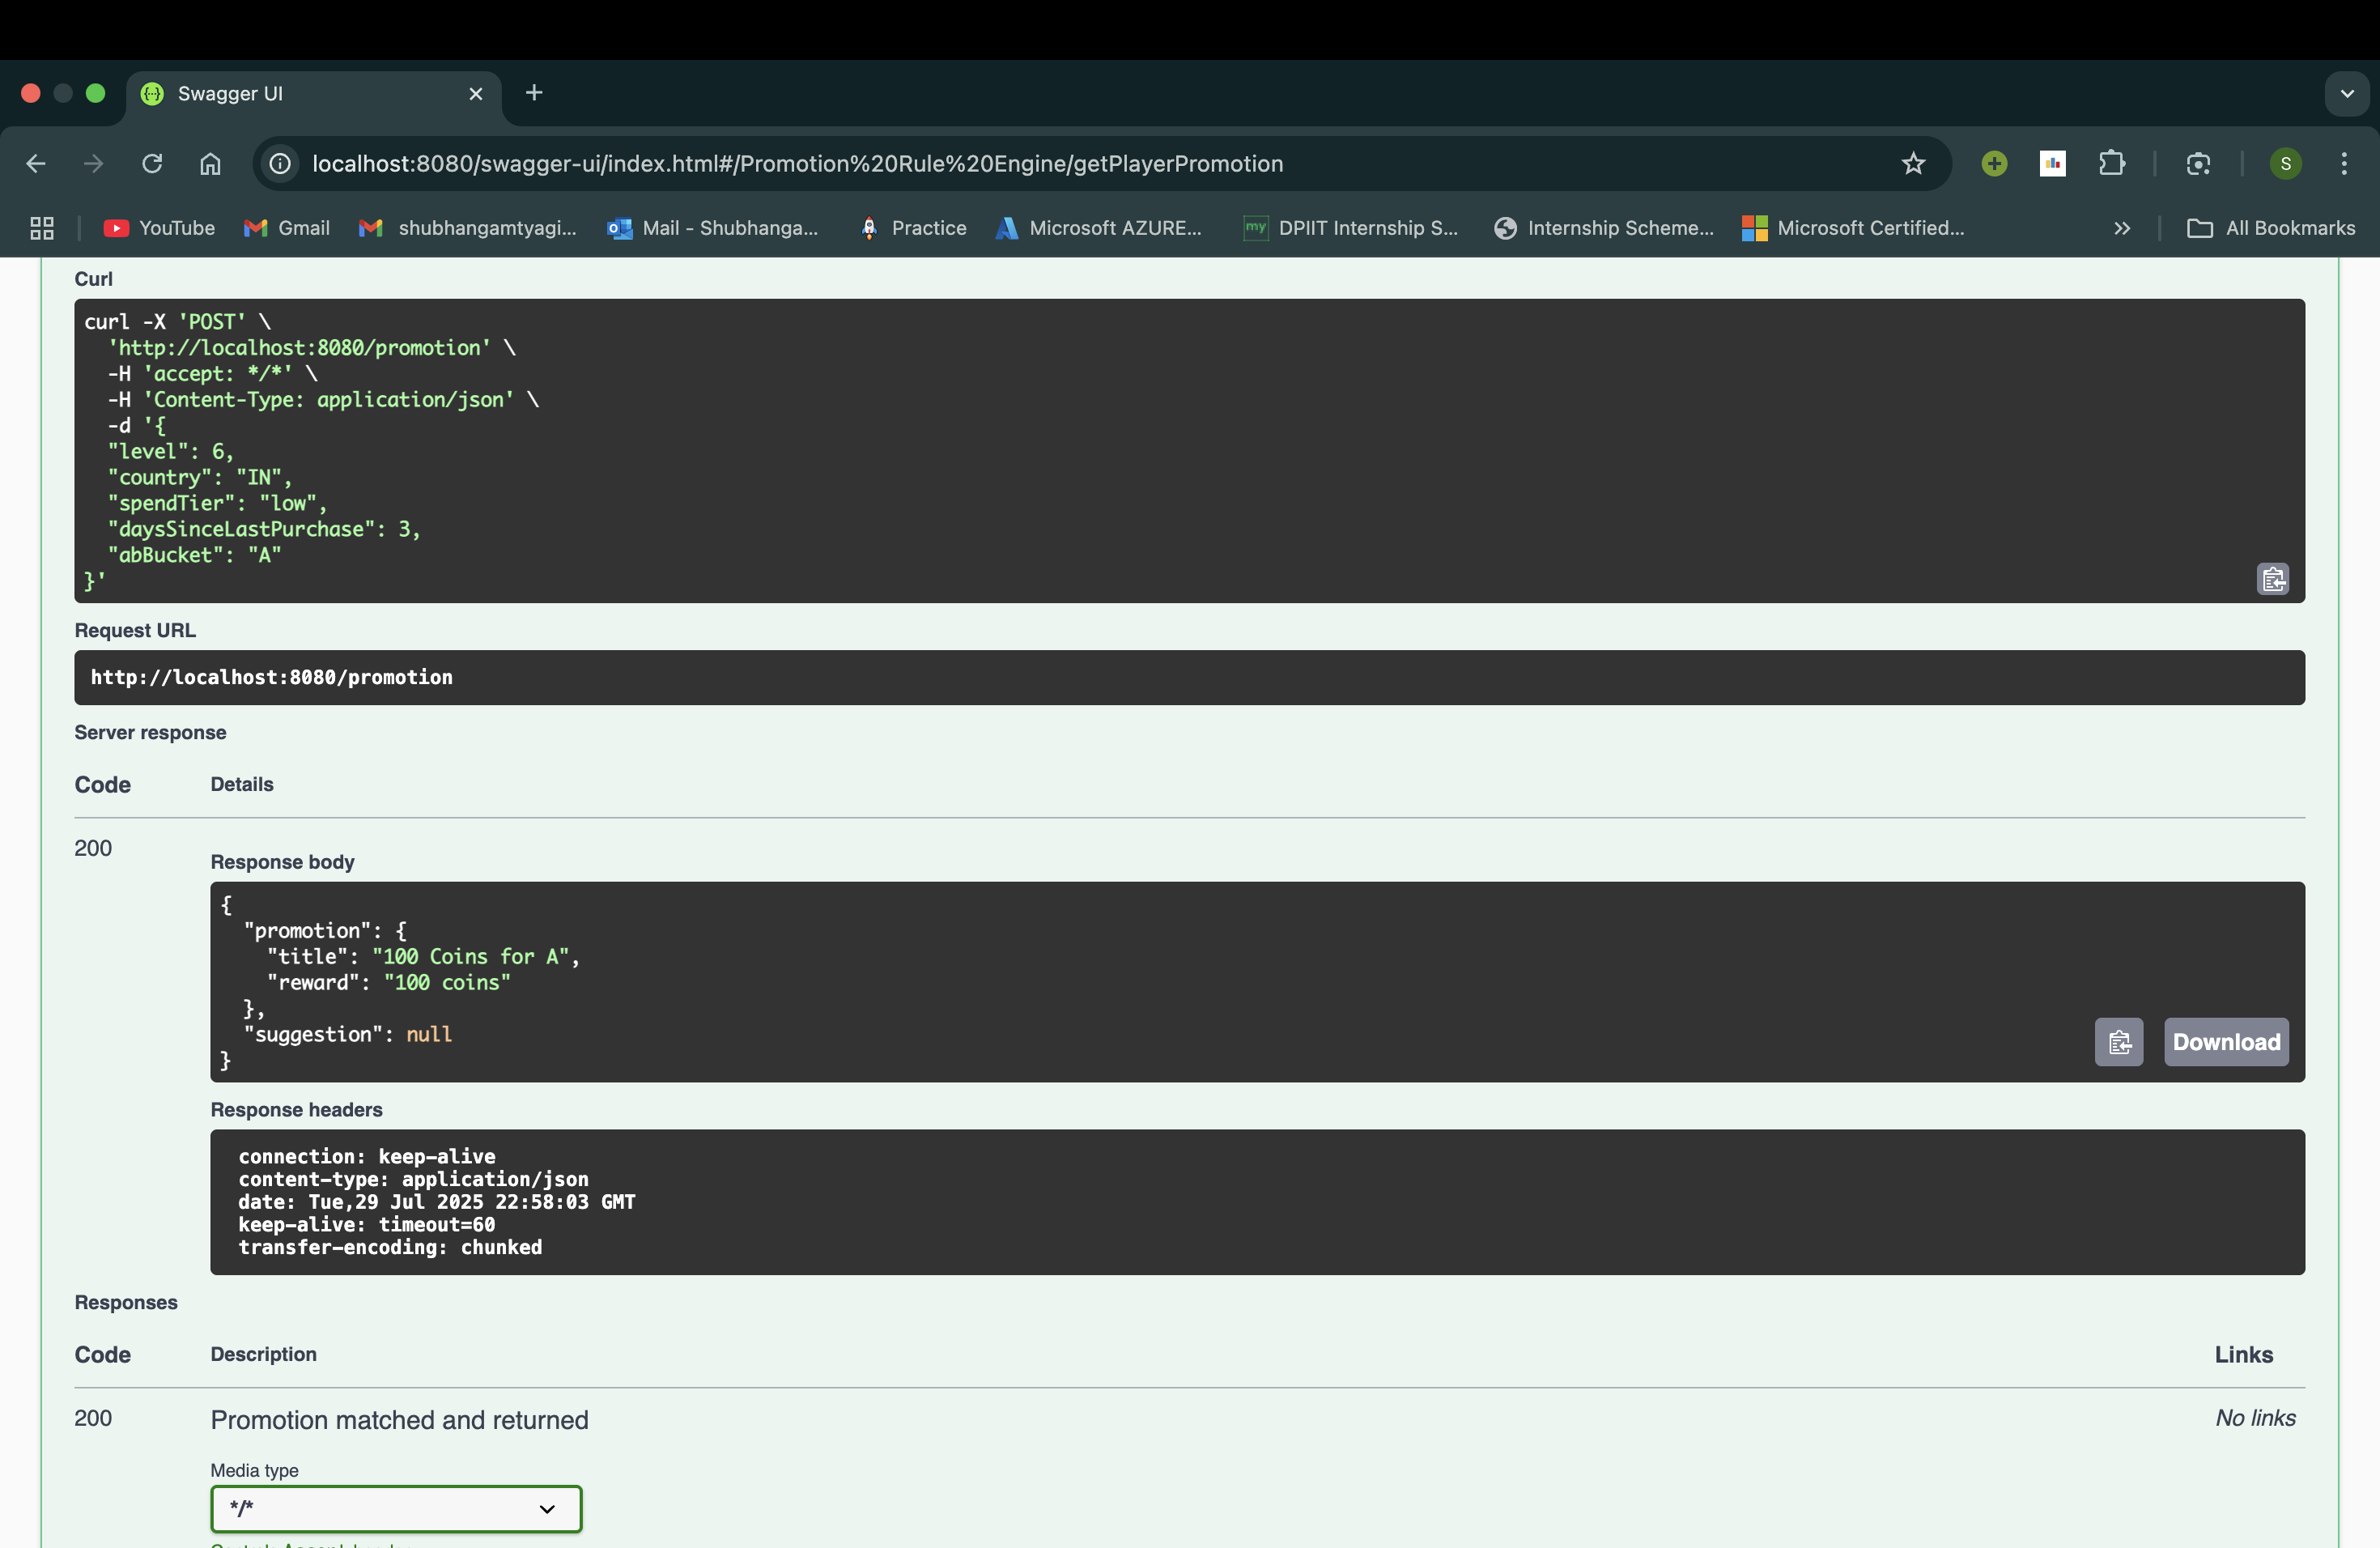 Swagger UI
localhost:8080/swagger-ui/index.html#/Promotion%20Rule%20Engine/getPlayerPromotion
S
YouTube
Gmail
shubhangamtyagi...
Mail - Shubhanga...
Practice
Microsoft AZURE...
my
DPIIT Internship S...
Internship Scheme...
Microsoft Certified...
All Bookmarks
Curl
curl -X 'POST' \
'http://localhost:8080/promotion' \
-H 'accept: */*' \
-H 'Content-Type: application/json' \
-d '{
"level": 6,
"country": "IN",
"spendTier": "low",
"daysSinceLastPurchase": 3,
"abBucket": "A"
}'
Request URL
http://localhost:8080/promotion
Server response
Code Details
200
Response body
{
"promotion": {
"title": "100 Coins for A",
"reward": "100 coins"
},
"suggestion": null
}
Download
Response headers
connection: keep-alive
content-type: application/json
date: Tue,29 Jul 2025 22:58:03 GMT
keep-alive: timeout=60
transfer-encoding: chunked
Responses
Code Description Links
200 Promotion matched and returned No links
Media type
*/*